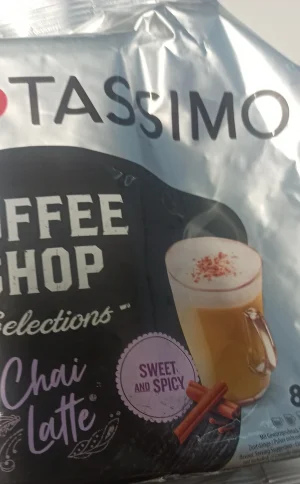 TASSIMO
OFFEE
SHOP
Selections
Chai
Latte
SWEET
AND SPICY
8